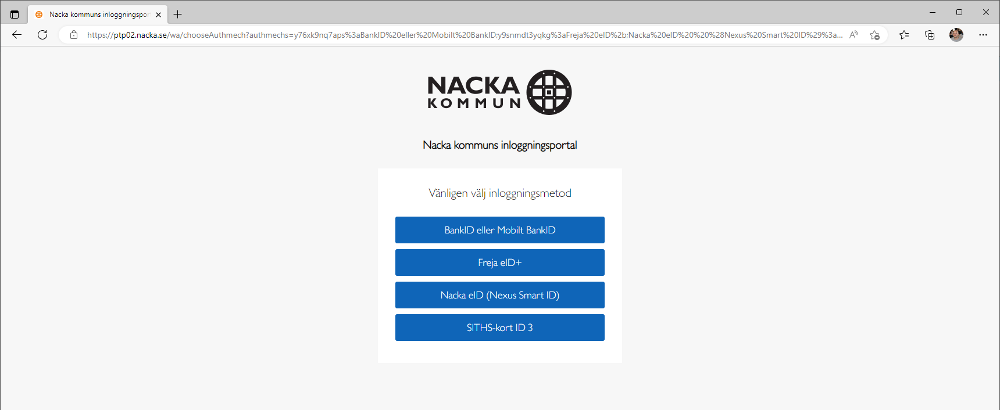 Nacka kommuns inloggningspor
https://ptp02.nacka.se/wa/chooseAuthmech?authmechs=y76xk9nq7aps%3aBankID%20eller%20Mobilt%20BankID;y9snmdt3yqkg%3aFreja%20eID%2b;Nacka%20eID%20%20%28Nexus%20Smart%20ID%29%3a...
NACKA
KOMMUN
Nacka kommuns inloggningsportal
Vänligen välj inloggningsmetod
BankID eller Mobilt BankID
Freja eID+
Nacka eID (Nexus Smart ID)
SITHS-kort ID 3